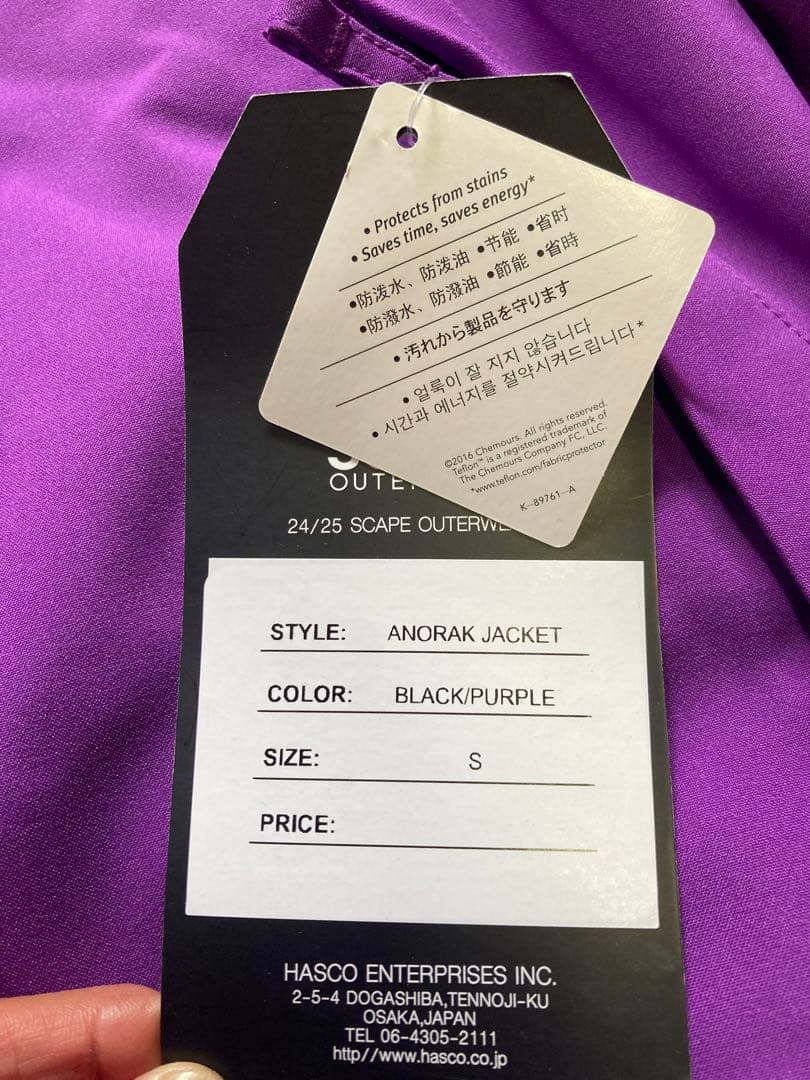 • Protects from stains
• Saves time, saves energy*
•防泼水、防泼油 •节能 •省时
•防潑水、防潑油 •節能 •省時
• 汚れから製品を守ります
• 얼룩이 잘 지지 않습니다
• 시간과 에너지를 절약시켜드립니다*
©2016 Chemours. All rights reserved.
Teflon™ is a registered trademark of
The Chemours Company FC, LLC.
*www.teflon.com/fabricprotector
K-89761-A
24/25 SCAPE
STYLE: ANORAK JACKET
COLOR: BLACK/PURPLE
SIZE: S
PRICE:
HASCO ENTERPRISES INC.
2-5-4 DOGASHIBA,TENNOJI-KU
OSAKA,JAPAN
TEL 06-4305-2111
http://www.hasco.co.jp